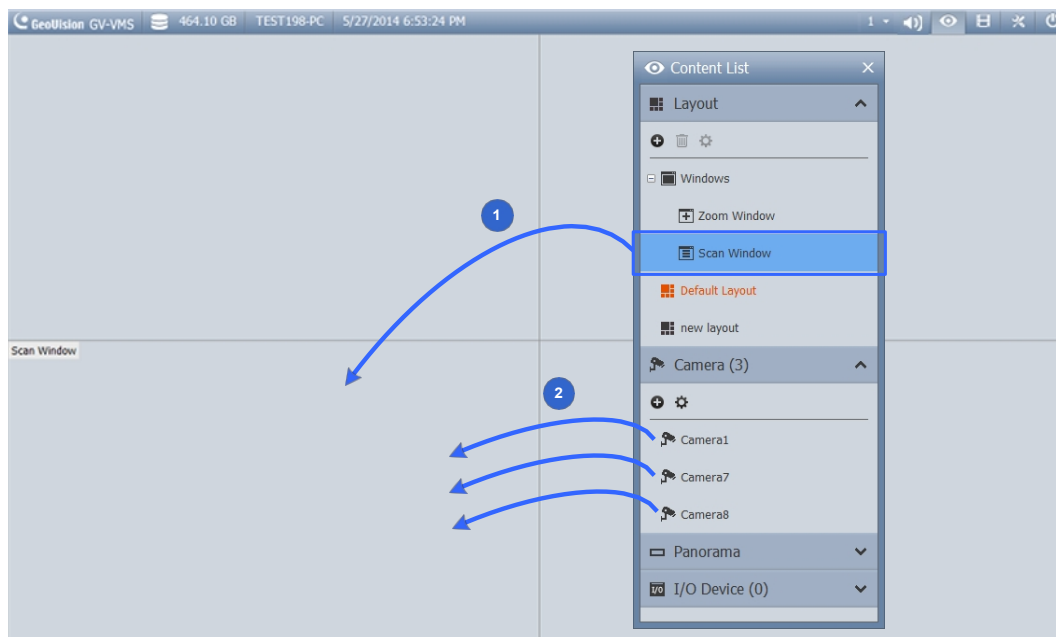 GeoVision GV-VMS 464.10 GB TEST198-PC 5/27/2014 6:53:24 PM 1
Content List
Layout
Windows
1
Zoom Window
Scan Window
Default Layout
new layout
Scan Window
Camera (3)
2
Camera1
Camera7
Camera8
Panorama
I/O I/O Device (0)